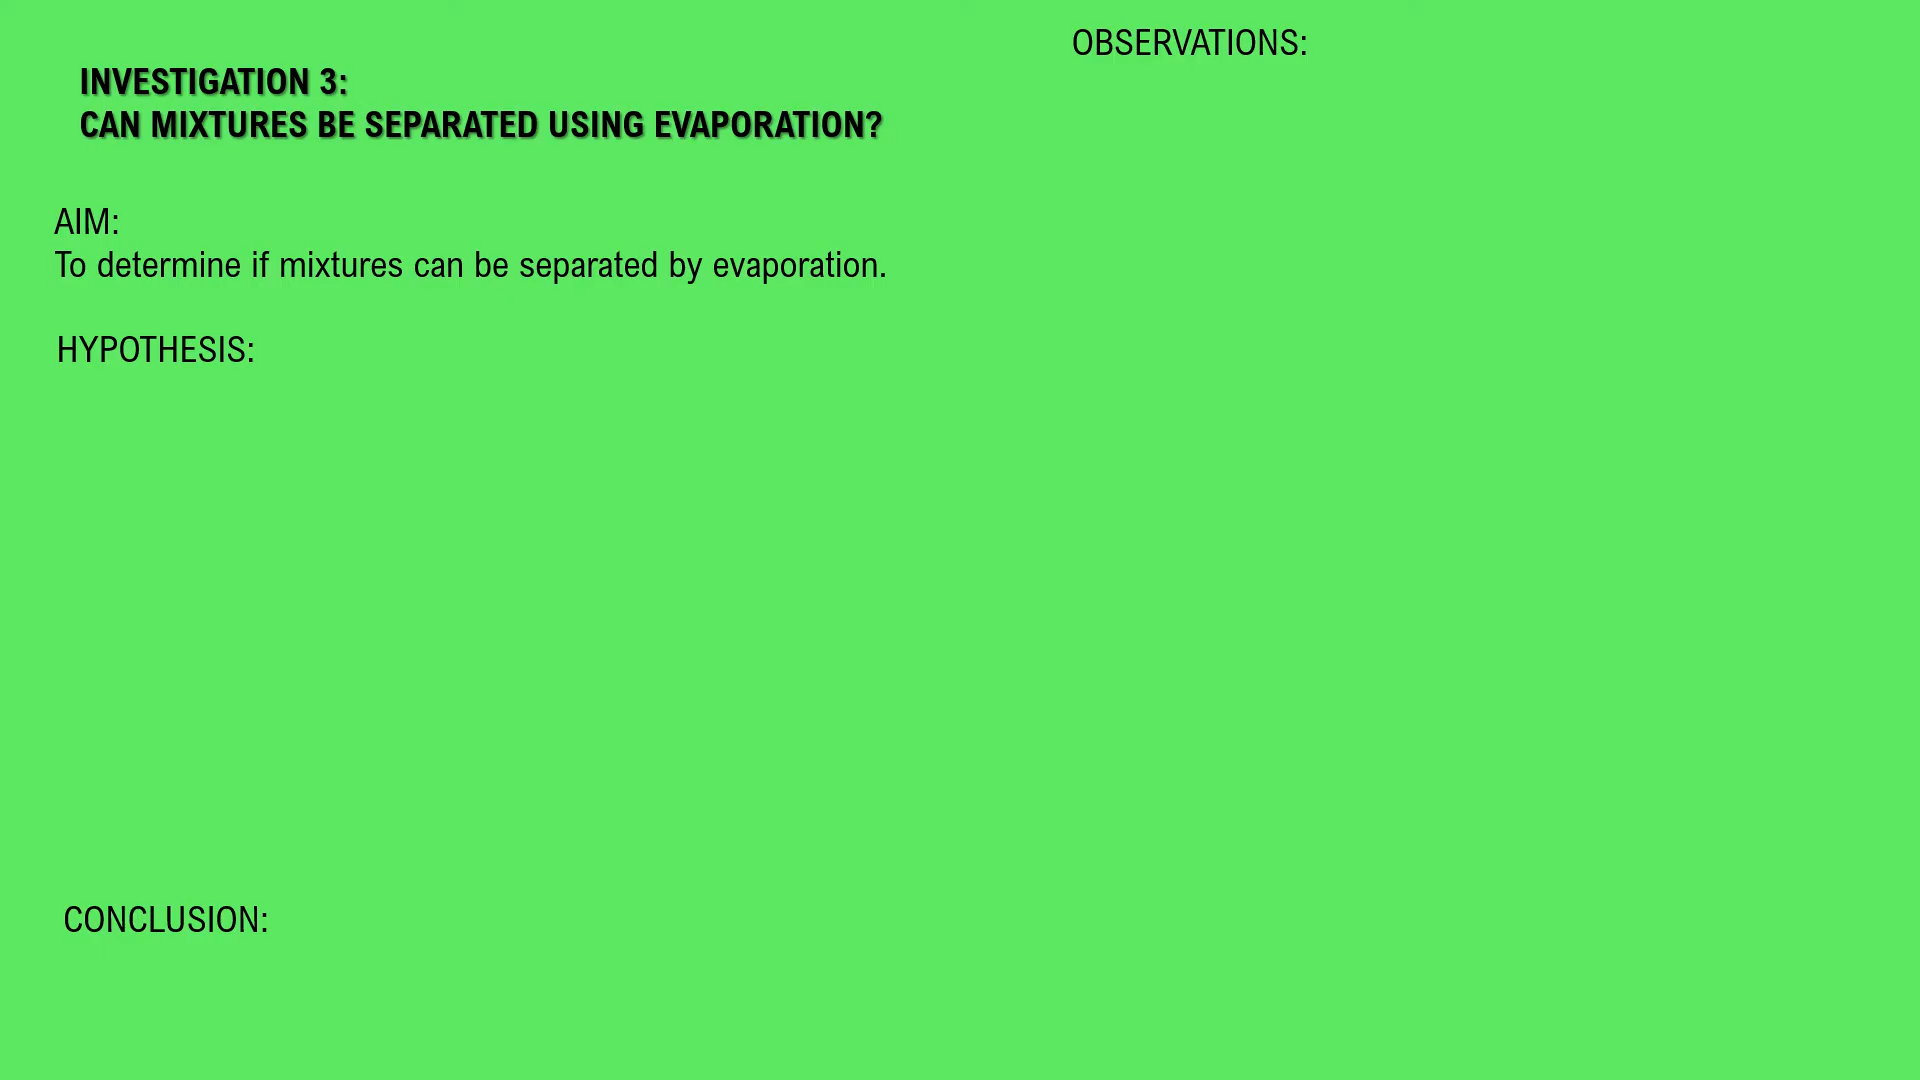 INVESTIGATION 3:
CAN MIXTURES BE SEPARATED USING EVAPORATION?
AIM:
To determine if mixtures can be separated by evaporation.
HYPOTHESIS:
CONCLUSION:
OBSERVATIONS: